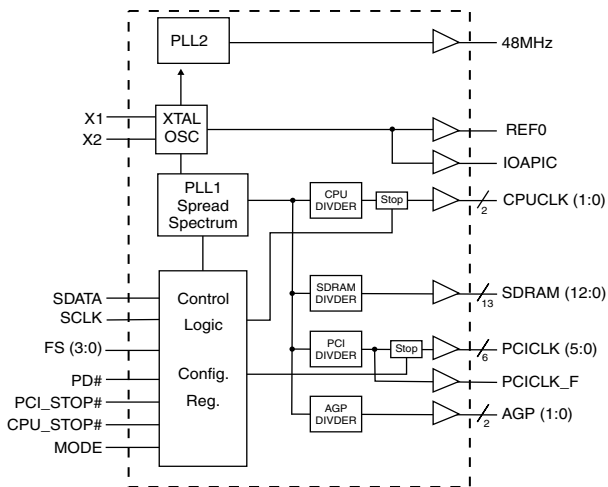 PLL2
48MHz
X1
X2
XTAL
OSC
REF0
IOAPIC
PLL1
Spread
Spectrum
CPU
DIVDER
Stop
2
CPUCLK (1:0)
SDATA
SCLK
FS (3:0)
PD#
PCI_STOP#
CPU_STOP#
MODE
Control
Logic
Config.
Reg.
SDRAM
DIVDER
13
SDRAM (12:0)
PCI
DIVDER
Stop
6
PCICLK (5:0)
PCICLK_F
AGP
DIVDER
2
AGP (1:0)